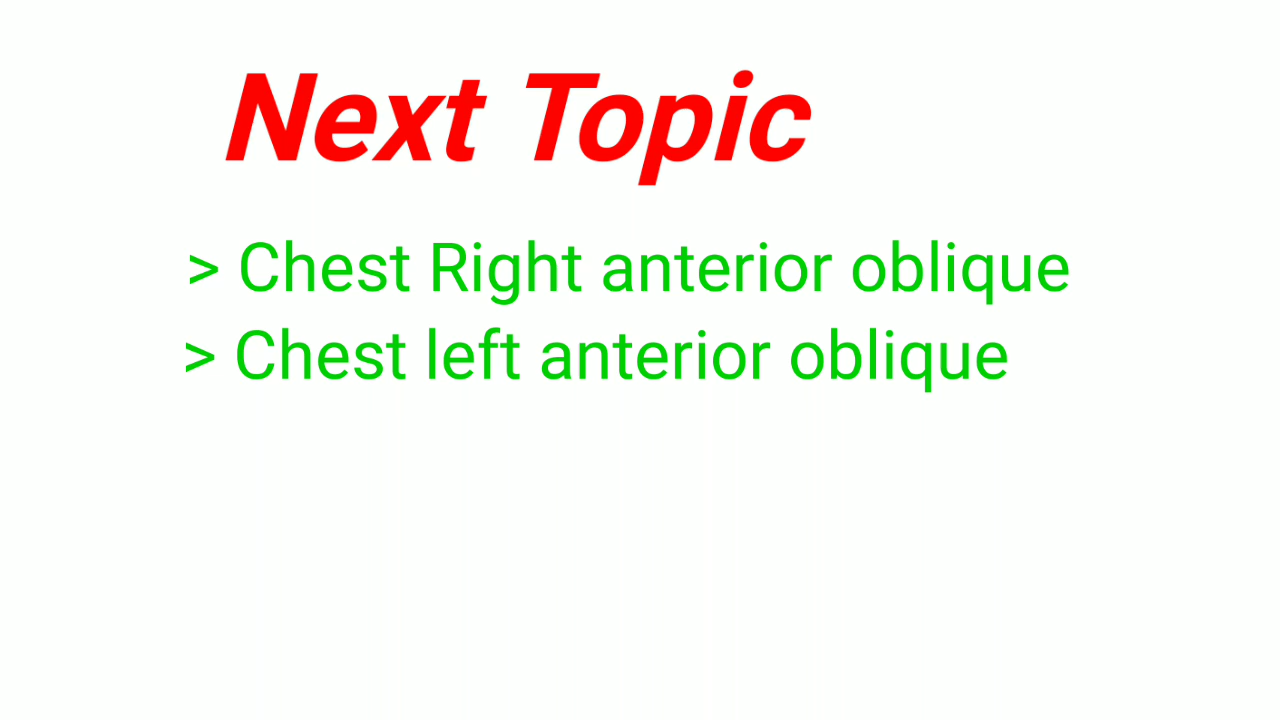 Next Topic
> Chest Right anterior oblique
> Chest left anterior oblique